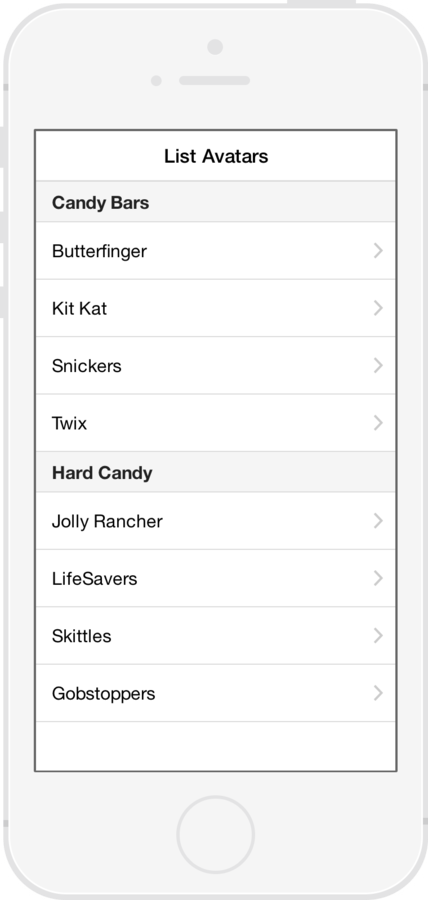 List Avatars
Candy Bars
Butterfinger
Kit Kat
Snickers
Twix
Hard Candy
Jolly Rancher
LifeSavers
Skittles
Gobstoppers